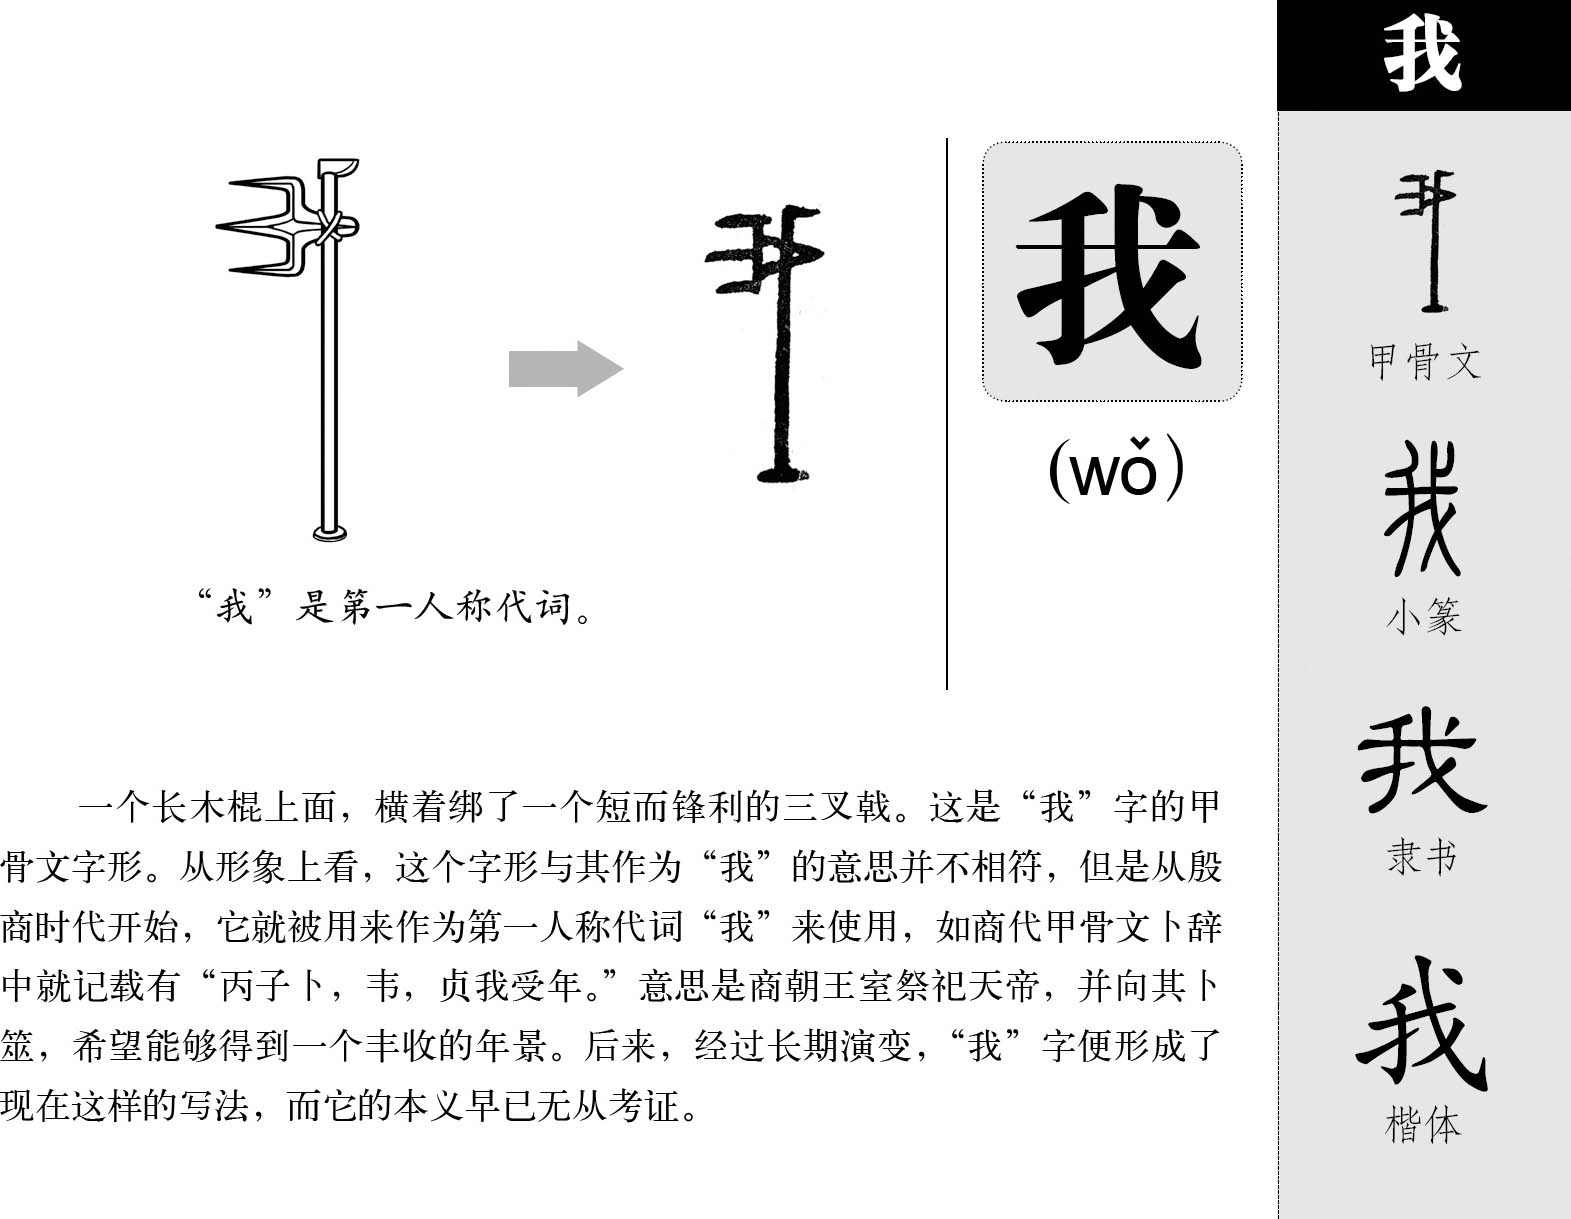 我
我
(wǒ)
“我”是第一人称代词。
一个长木棍上面，横着绑了一个短而锋利的三叉戟。这是“我”字的甲
骨文字形。从形象上看，这个字形与其作为“我”的意思并不相符，但是从殷
商时代开始，它就被用来作为第一人称代词“我”来使用，如商代甲骨文卜辞
中就记载有“丙子卜，韦，贞我受年。”意思是商朝王室祭祀天帝，并向其卜
筮，希望能够得到一个丰收的年景。后来，经过长期演变，“我”字便形成了
现在这样的写法，而它的本义早已无从考证。
甲骨文
我
小篆
我
隶书
我
楷体